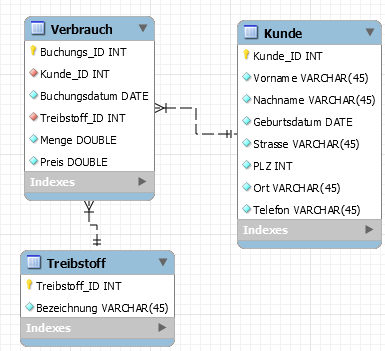 Verbrauch
Buchungs_ID INT
Kunde_ID INT
Buchungsdatum DATE
Treibstoff_ID INT
Menge DOUBLE
Preis DOUBLE
Indexes
Kunde
Kunde_ID INT
Vorname VARCHAR(45)
Nachname VARCHAR(45)
Geburtsdatum DATE
Strasse VARCHAR(45)
PLZ INT
Ort VARCHAR(45)
Telefon VARCHAR(45)
Indexes
Treibstoff
Treibstoff_ID INT
Bezeichnung VARCHAR(45)
Indexes